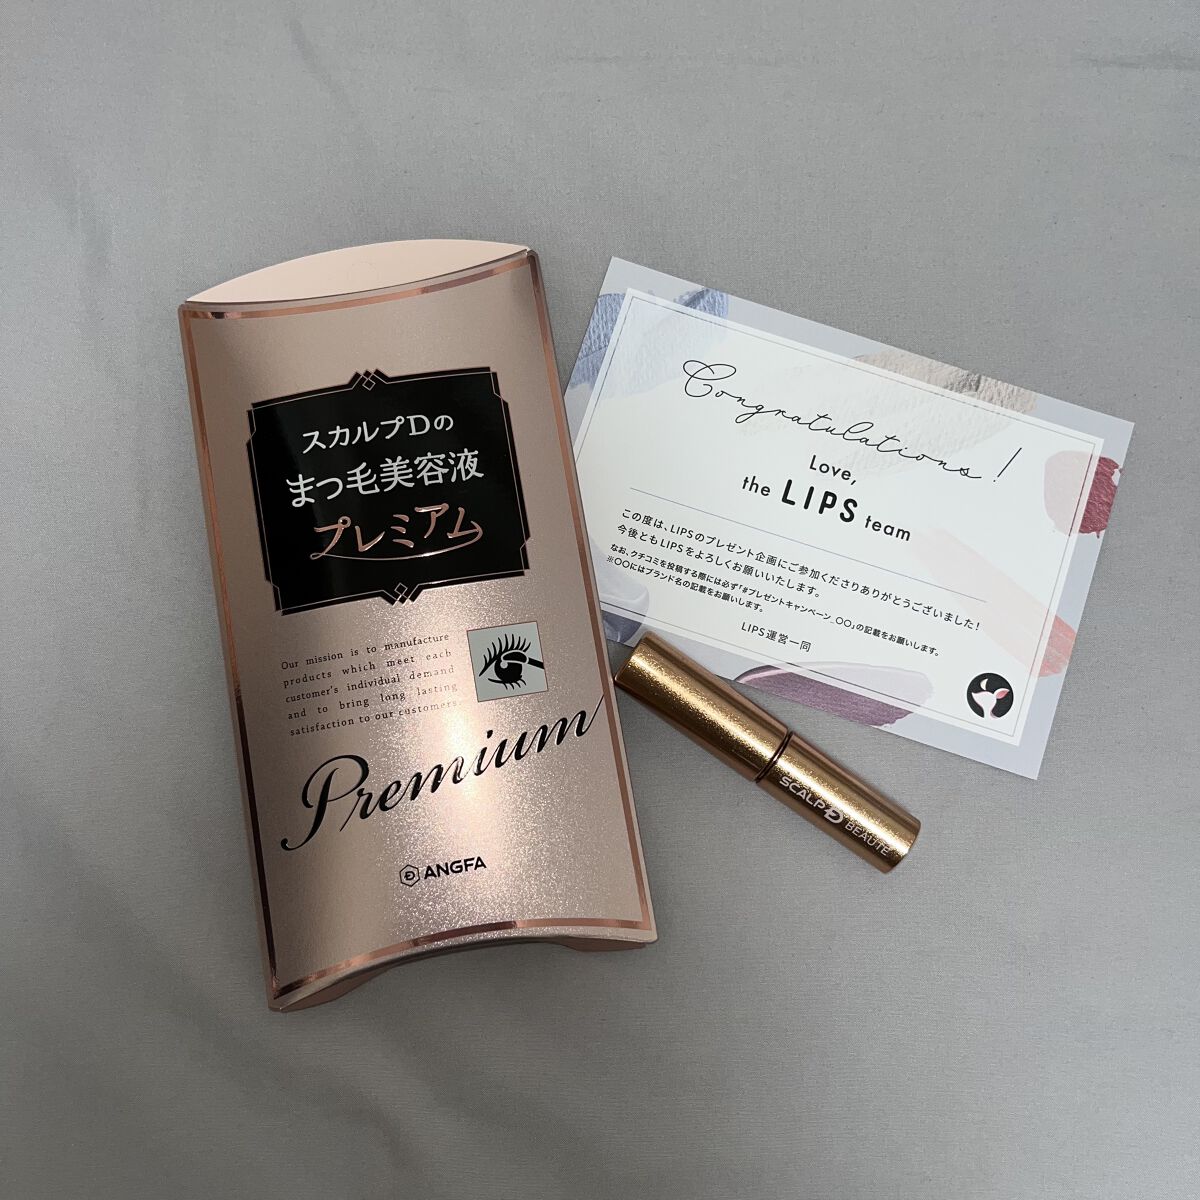 スカルプDの
まつ毛美容液
プレミアム
Our mission is to manufacture
products which meet each
customer's individual demand
and to bring long lasting
satisfaction to our customers.
Premium
ANGFA
Congratulations!
Love,
the LIPS team
この度は、LIPSのプレゼント企画にご参加くださりありがとうございました!
今後ともLIPSをよろしくお願いいたします。
なお、クチコミを投稿する際には必ず「#プレゼントキャンペーン_〇〇」の記載をお願いします。
※〇〇にはブランド名の記載をお願いします。
LIPS運営一同
SCALP D
BEAUTÉ